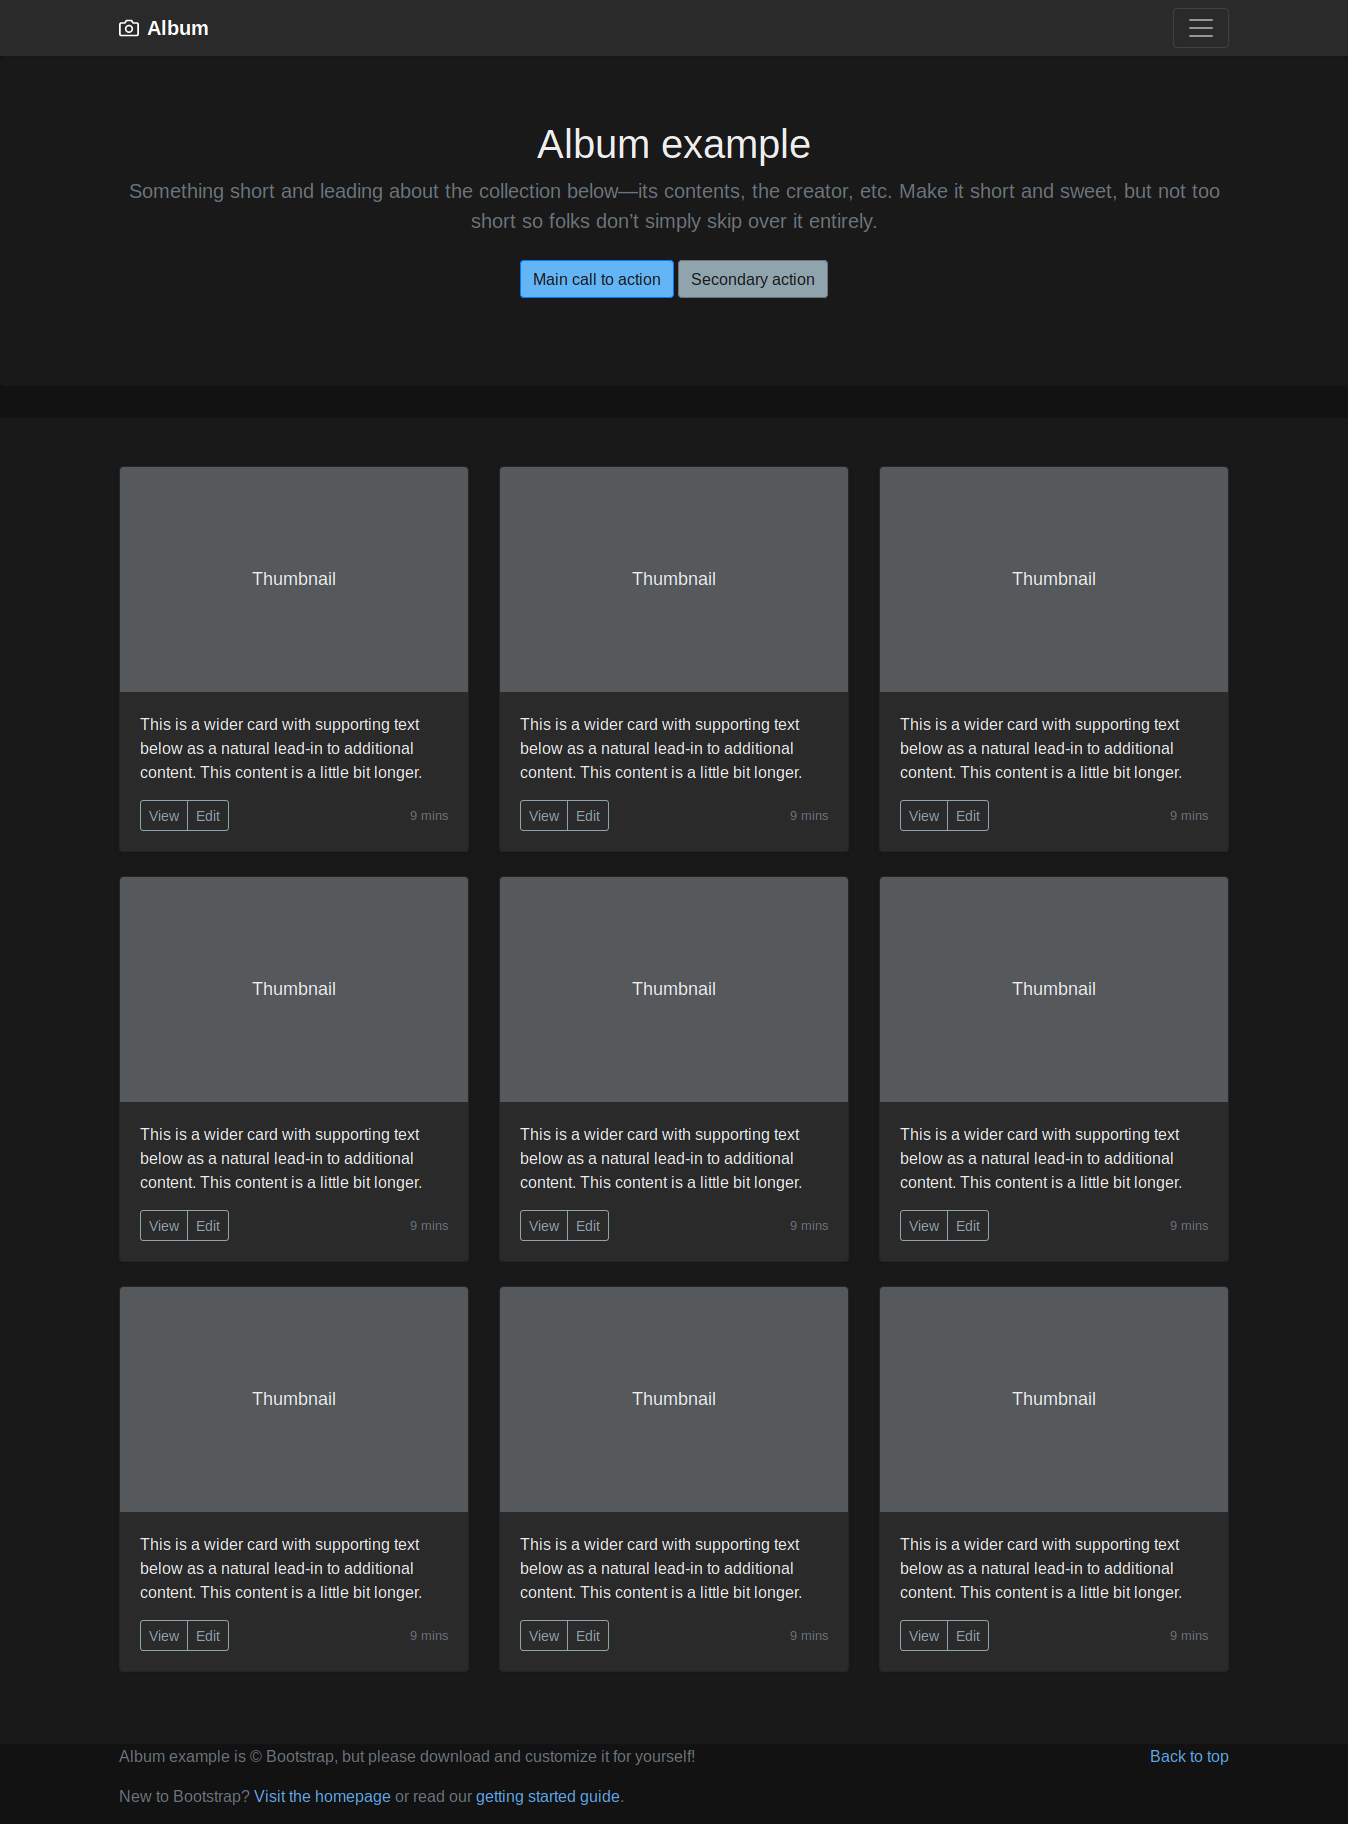 Album
Album example
Something short and leading about the collection below—its contents, the creator, etc. Make it short and sweet, but not too
short so folks don’t simply skip over it entirely.
Main call to action Secondary action
Thumbnail Thumbnail Thumbnail
This is a wider card with supporting text
below as a natural lead-in to additional
content. This content is a little bit longer.
View Edit 9 mins
This is a wider card with supporting text
below as a natural lead-in to additional
content. This content is a little bit longer.
View Edit 9 mins
This is a wider card with supporting text
below as a natural lead-in to additional
content. This content is a little bit longer.
View Edit 9 mins
Thumbnail Thumbnail Thumbnail
This is a wider card with supporting text
below as a natural lead-in to additional
content. This content is a little bit longer.
View Edit 9 mins
This is a wider card with supporting text
below as a natural lead-in to additional
content. This content is a little bit longer.
View Edit 9 mins
This is a wider card with supporting text
below as a natural lead-in to additional
content. This content is a little bit longer.
View Edit 9 mins
Thumbnail Thumbnail Thumbnail
This is a wider card with supporting text
below as a natural lead-in to additional
content. This content is a little bit longer.
View Edit 9 mins
This is a wider card with supporting text
below as a natural lead-in to additional
content. This content is a little bit longer.
View Edit 9 mins
This is a wider card with supporting text
below as a natural lead-in to additional
content. This content is a little bit longer.
View Edit 9 mins
Album example is © Bootstrap, but please download and customize it for yourself! Back to top
New to Bootstrap? Visit the homepage or read our getting started guide.